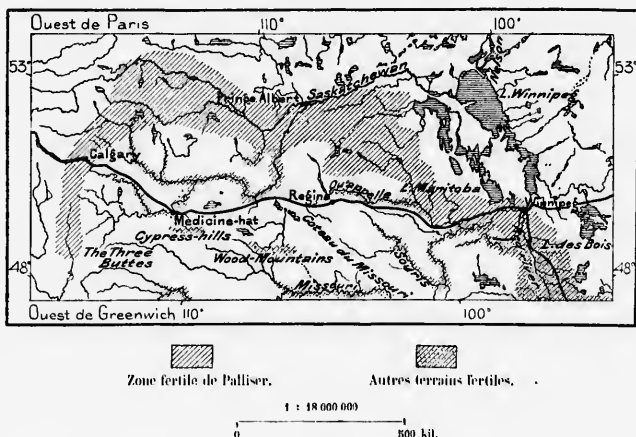 Ouest de Paris 110° 100°
53°
53°
Nelson
Prince Albert
Saskatchewan
L. Winnipeg
Calgary
Medicine-hat
Regina
Qu'appelle
L. Manitoba
Cypress-hills
Coteau du Missouri
Souris
L. des Bois
48°
The Three
Buttes
Wood-Mountains
48°
Missouri
Ouest de Greenwich 110° 100°
Zone fertile de Palliser. Autres terrains fertiles.
1 : 18 000 000
0 500 kil.